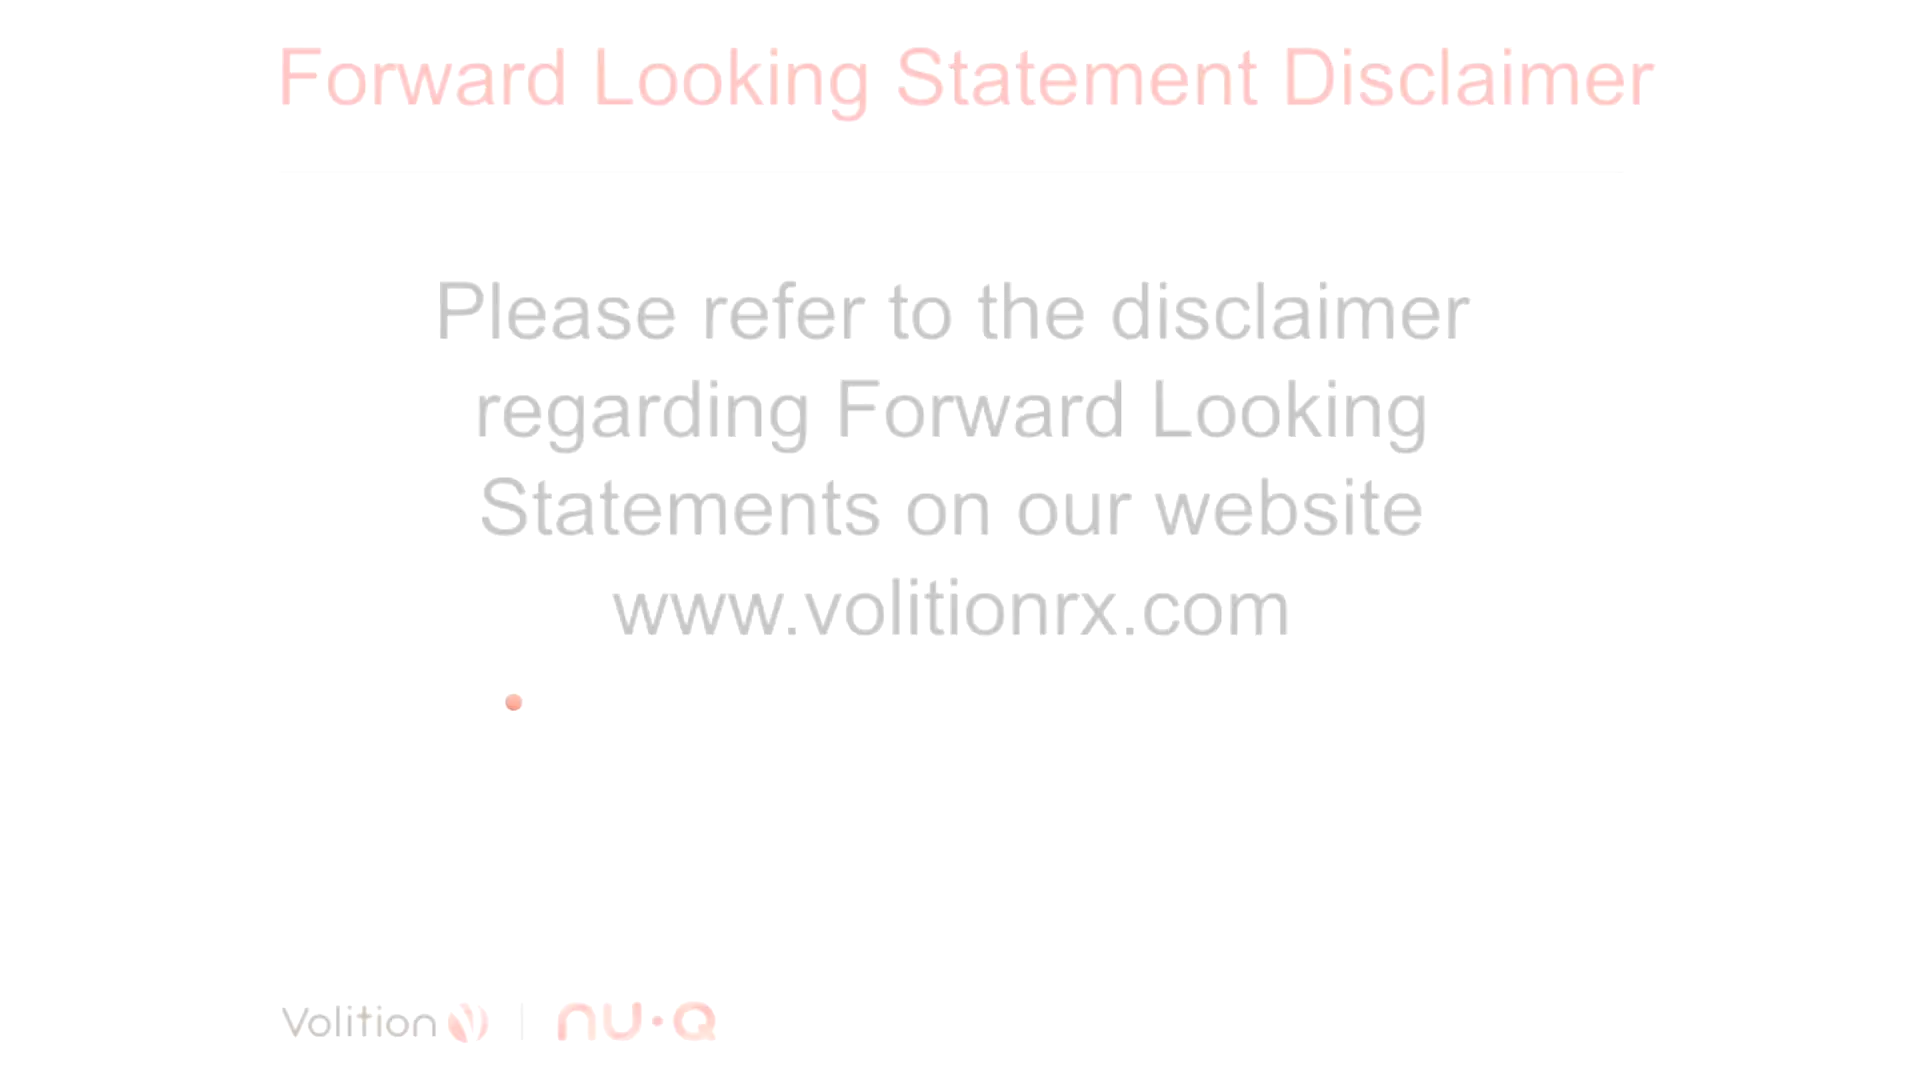 Forward Looking Statement Disclaimer
Please refer to the disclaimer
regarding Forward Looking
Statements on our website
www.volitionrx.com
Volition | nu·Q